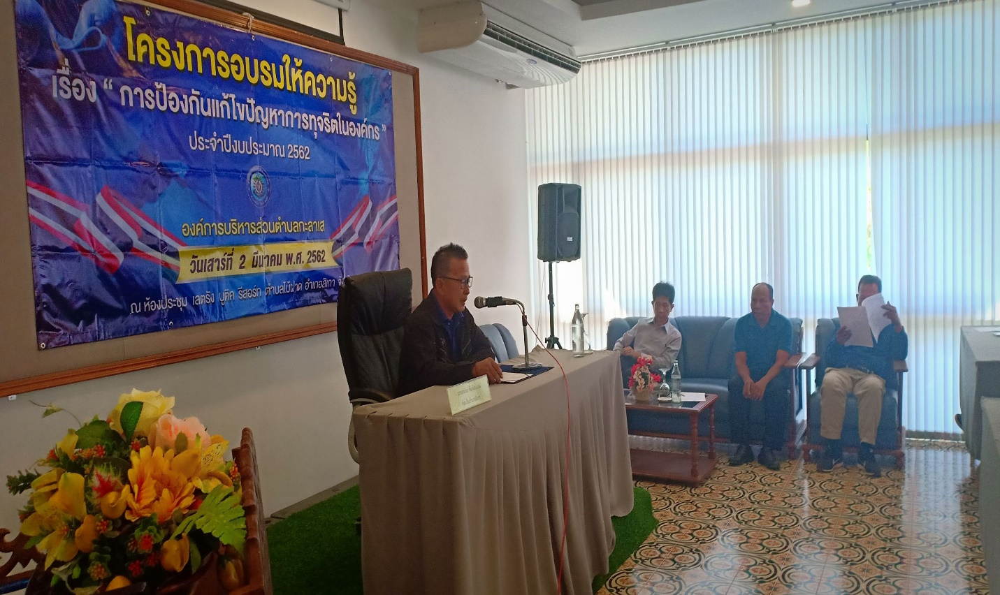 โครงการอบรมให้ความรู้
เรื่อง “ การป้องกันแก้ไขปัญหาการทุจริตในองค์กร ”
ประจำปีงบประมาณ 2562
องค์การบริหารส่วนตำบลกะลาเส
วันเสาร์ที่ 2 มีนาคม พ.ศ. 2562
ณ ห้องประชุม เลตรัง บูติค รีสอร์ท ตำบลไม้ฝาด อำเภอสิเกา